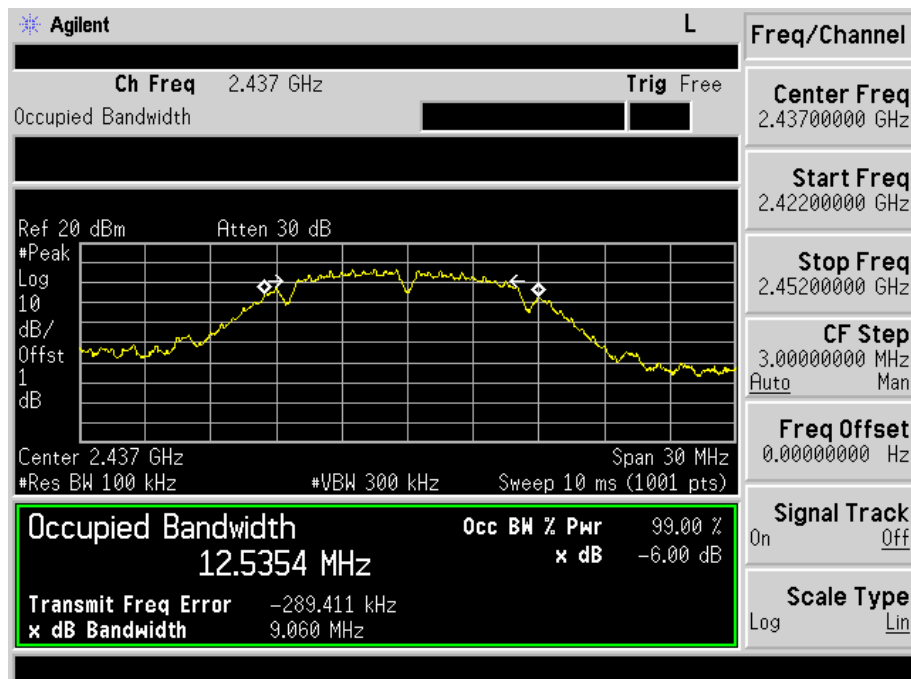 Agilent
L
Ch Freq 2.437 GHz Trig Free
Occupied Bandwidth
Ref 20 dBm Atten 30 dB
#Peak
Log
10
dB/
Offst
1
dB
Center 2.437 GHz Span 30 MHz
#Res BW 100 kHz #VBW 300 kHz Sweep 10 ms (1001 pts)
Occupied Bandwidth
12.5354 MHz
Occ BW % Pwr 99.00 %
x dB -6.00 dB
Transmit Freq Error -289.411 kHz
x dB Bandwidth 9.060 MHz
Freq/Channel
Center Freq
2.43700000 GHz
Start Freq
2.42200000 GHz
Stop Freq
2.45200000 GHz
CF Step
3.00000000 MHz
Auto Man
Freq Offset
0.00000000 Hz
Signal Track
On Off
Scale Type
Log Lin